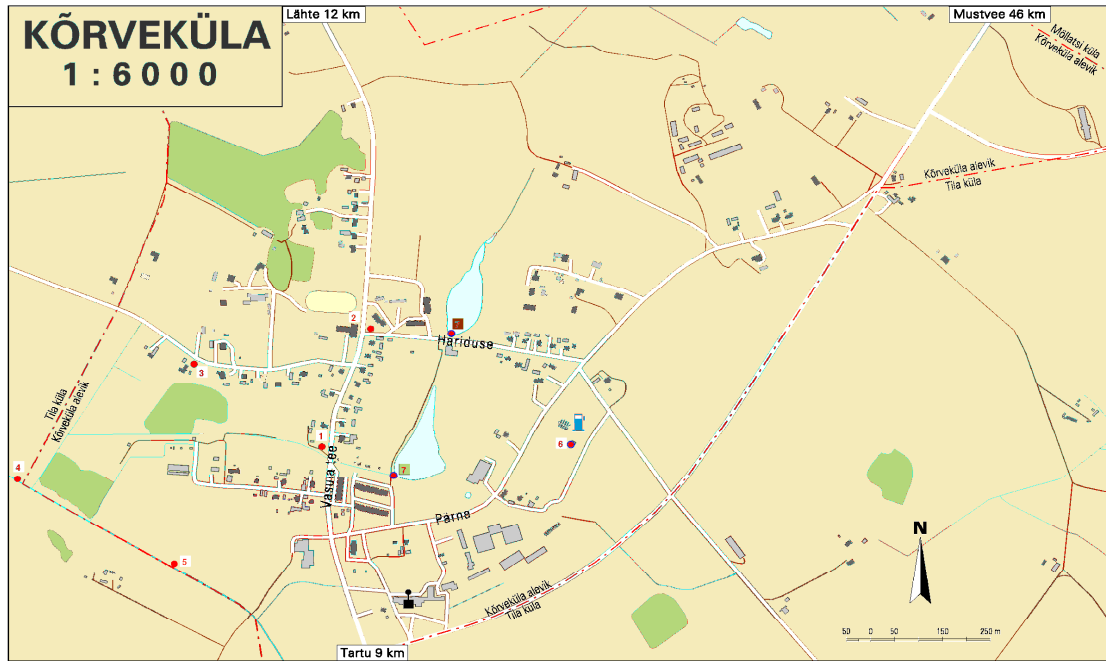 KÕRVEKÜLA
1:6000
Lähte 12 km
Mustvee 46 km
Möllatsi küla
Kõrveküla alevik
Kõrveküla alevik
Tila küla
2
7
Hariduse
3
Tila küla
Kõrveküla alevik
1
6
4
7
Vasula tee
Pärna
5
N
Kõrveküla alevik
Tila küla
50 0 50 150 250 m
Tartu 9 km